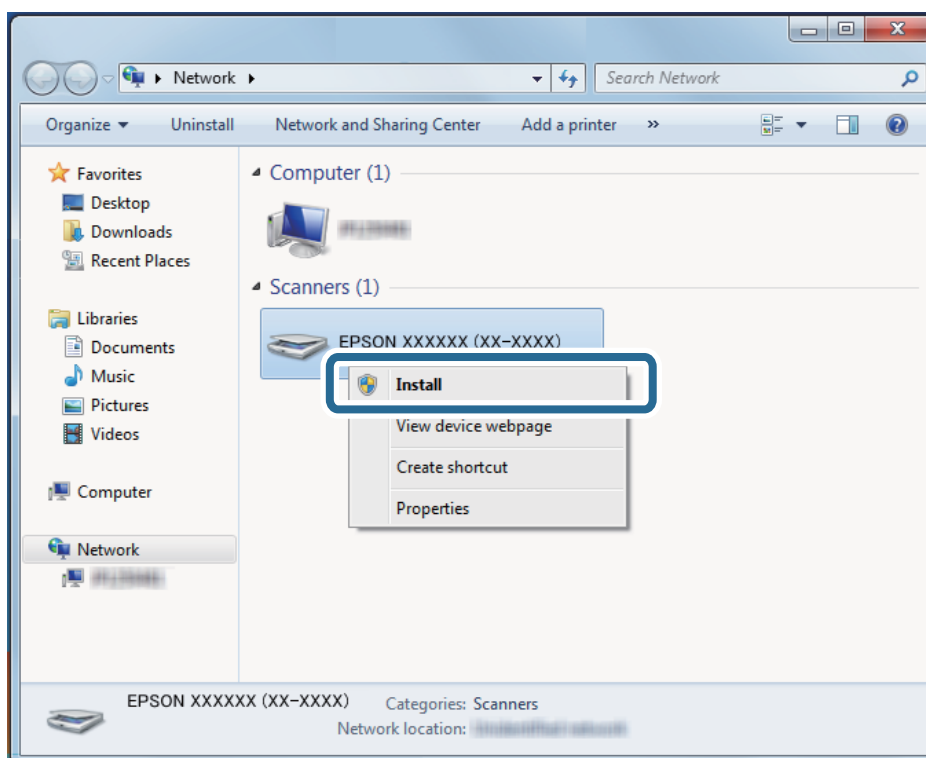 Network
Search Network
Organize Uninstall Network and Sharing Center Add a printer »
Favorites
Desktop
Downloads
Recent Places
Libraries
Documents
Music
Pictures
Videos
Computer
Network
Computer (1)
Scanners (1)
EPSON XXXXXX (XX-XXXX)
Install
View device webpage
Create shortcut
Properties
EPSON XXXXXX (XX-XXXX) Categories: Scanners
Network location: